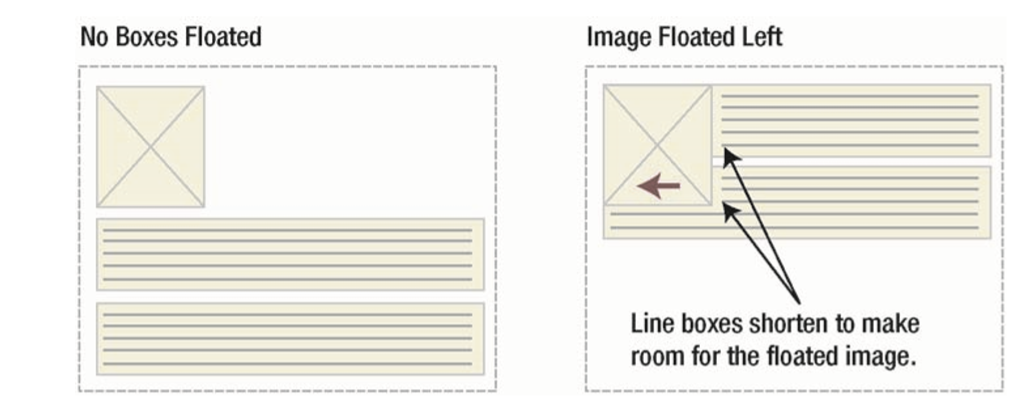 No Boxes Floated
Image Floated Left
Line boxes shorten to make
room for the floated image.